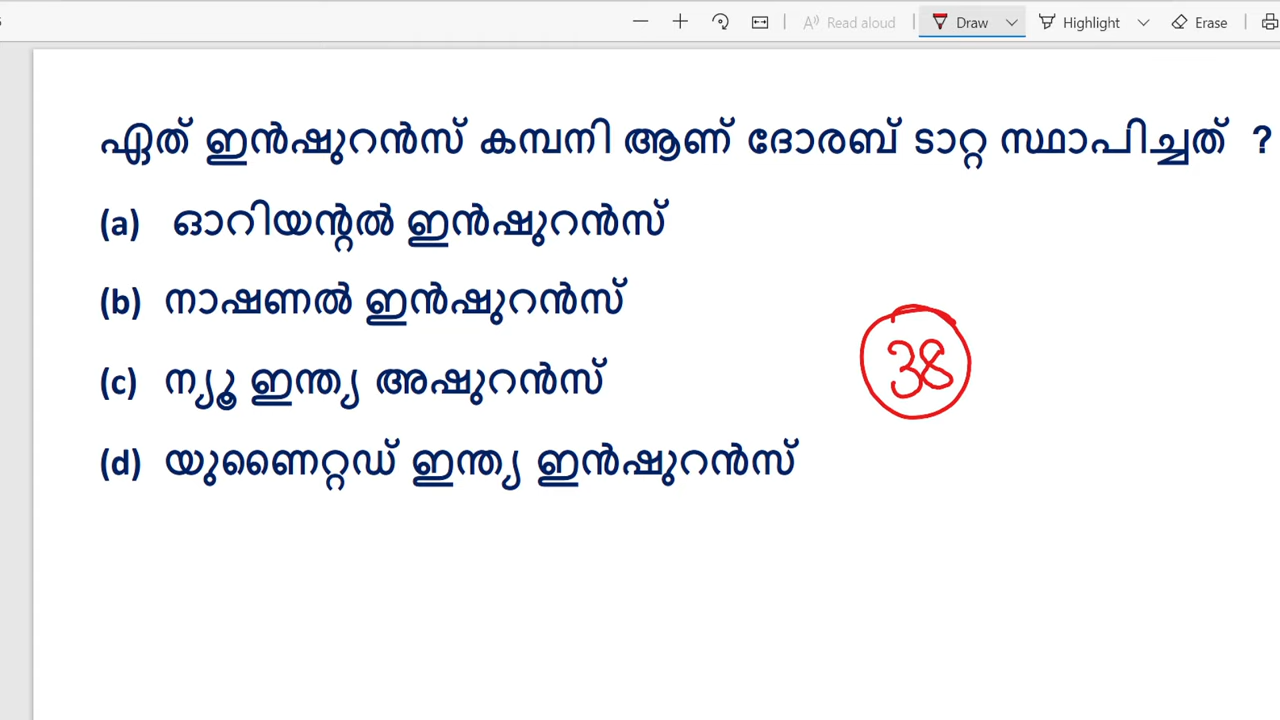 Read aloud Draw Highlight Erase
ഏത് ഇൻഷുറൻസ് കമ്പനി ആണ് ദോരബ് ടാറ്റ സ്ഥാപിച്ചത് ?
(a) ഓറിയന്റൽ ഇൻഷുറൻസ്
(b) നാഷണൽ ഇൻഷുറൻസ്
38
(c) ന്യൂ ഇന്ത്യ അഷുറൻസ്
(d) യുണൈറ്റഡ് ഇന്ത്യ ഇൻഷുറൻസ്